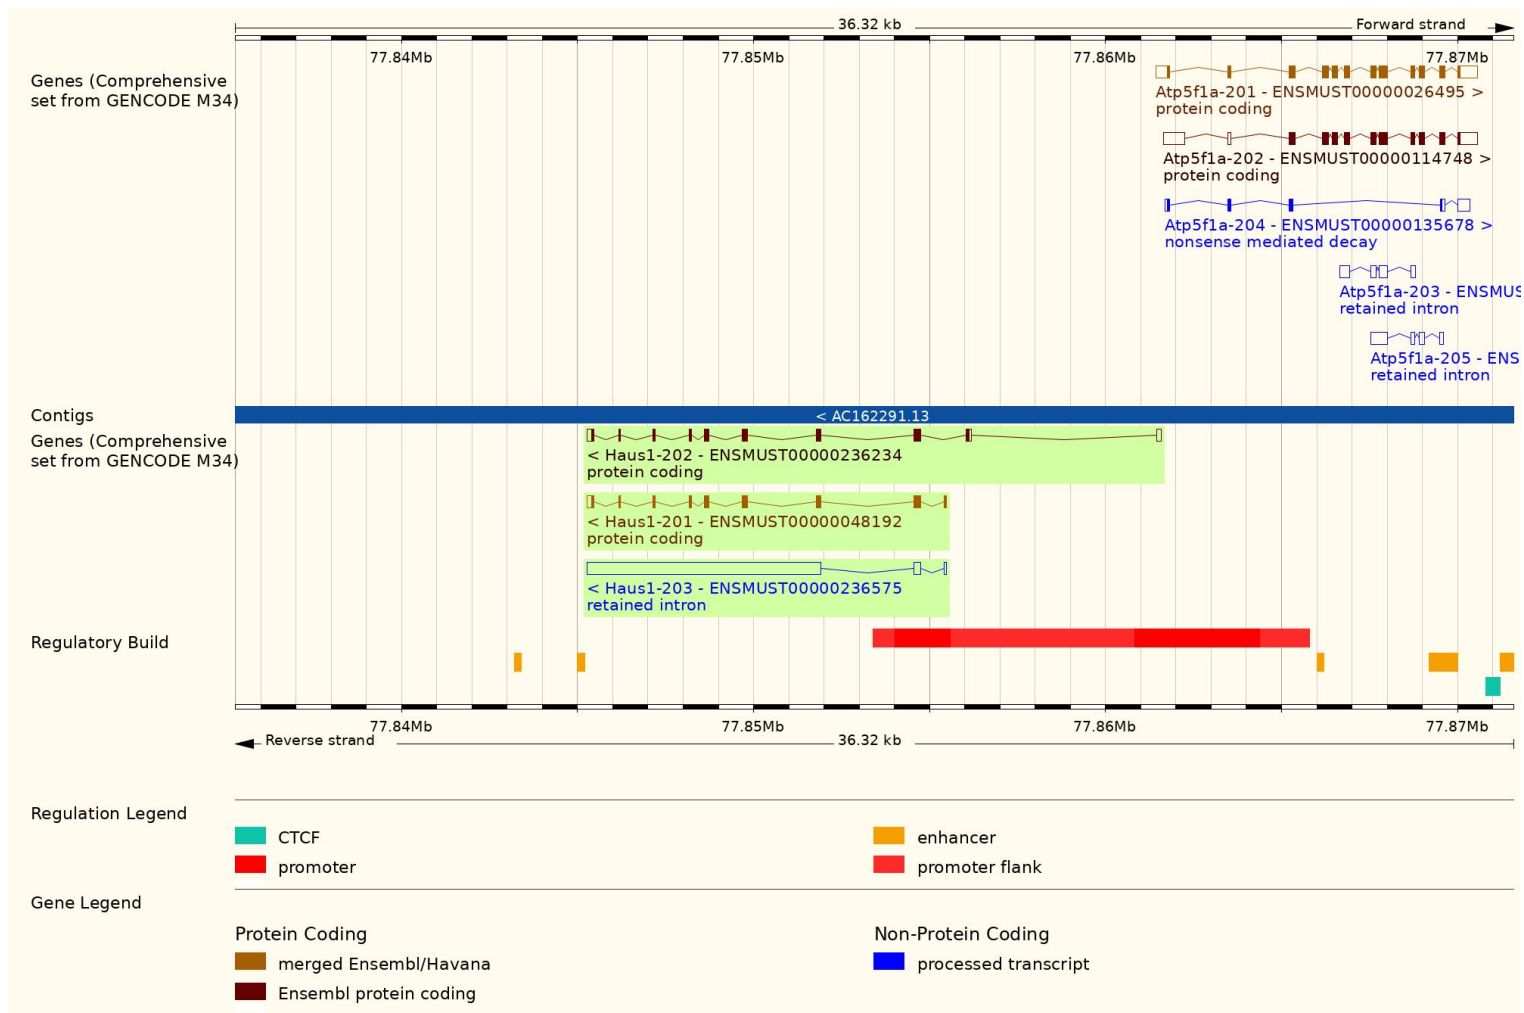 36.32 kb
Forward strand
77.84Mb 77.85Mb 77.86Mb 77.87Mb
Genes (Comprehensive
set from GENCODE M34)
Atp5f1a-201 - ENSMUST00000026495 >
protein coding
Atp5f1a-202 - ENSMUST00000114748 >
protein coding
Atp5f1a-204 - ENSMUST00000135678 >
nonsense mediated decay
Atp5f1a-203 - ENSMUS
retained intron
Atp5f1a-205 - ENS
retained intron
Contigs
< AC162291.13
Genes (Comprehensive
set from GENCODE M34)
< Haus1-202 - ENSMUST00000236234
protein coding
< Haus1-201 - ENSMUST00000048192
protein coding
< Haus1-203 - ENSMUST00000236575
retained intron
Regulatory Build
77.84Mb 77.85Mb 77.86Mb 77.87Mb
Reverse strand
36.32 kb
Regulation Legend
CTCF
enhancer
promoter
promoter flank
Gene Legend
Protein Coding
Non-Protein Coding
merged Ensembl/Havana
processed transcript
Ensembl protein coding